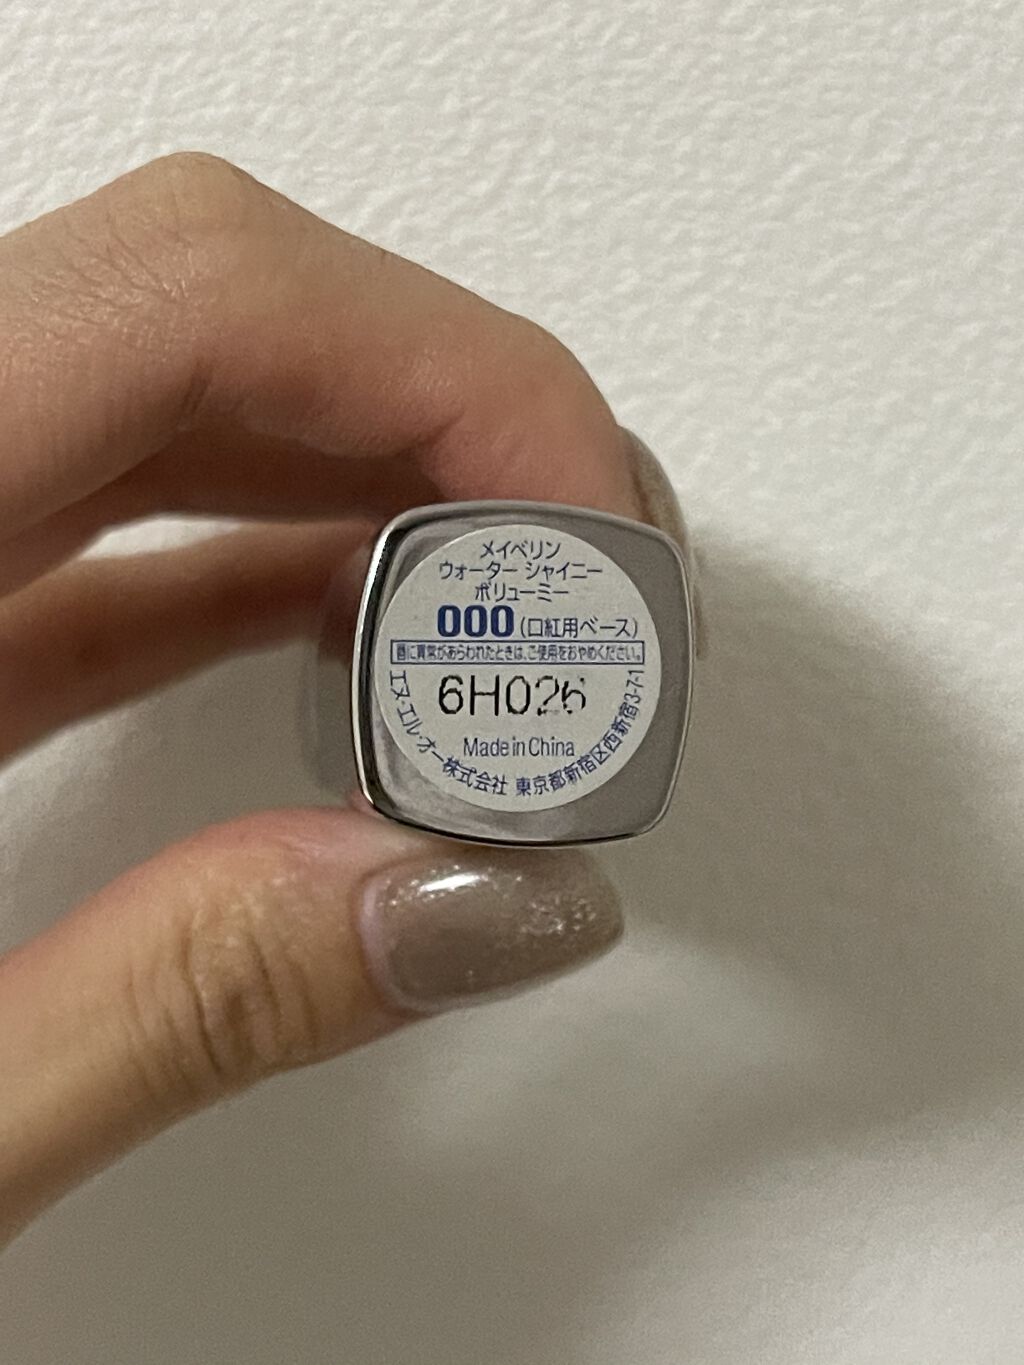 メイベリン
ウォーター シャイニー
ボリューミー
000 (口紅用ベース)
唇に異常があらわれたときは、ご使用をおやめください。
6H026
Made in China
エヌ・エル・オー株式会社 東京都新宿区西新宿3-7-1